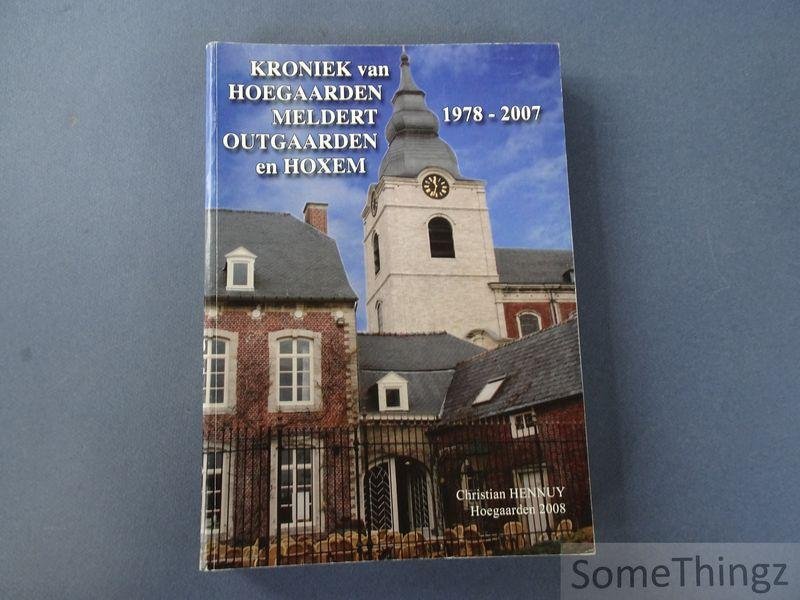 KRONIEK van
HOEGAARDEN
MELDERT
OUTGAARDEN
en HOXEM
1978 - 2007
Christian HENNUY
Hoegaarden 2008
SomeThingz